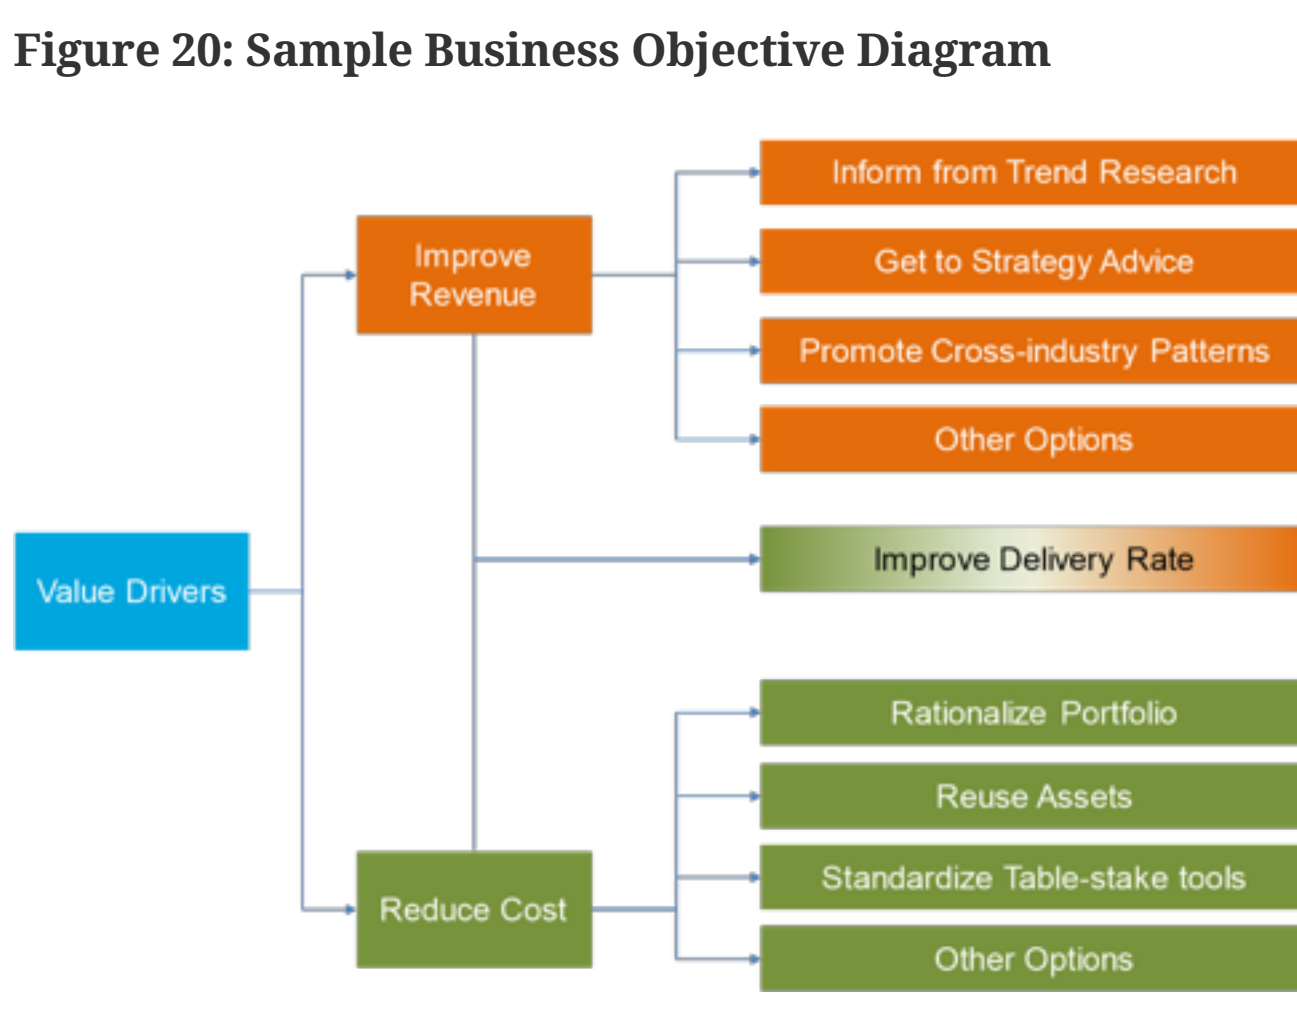 Figure 20: Sample Business Objective Diagram
Inform from Trend Research
Improve
Revenue
Get to Strategy Advice
Promote Cross-industry Patterns
Other Options
Improve Delivery Rate
Value Drivers
Rationalize Portfolio
Reuse Assets
Standardize Table-stake tools
Reduce Cost
Other Options